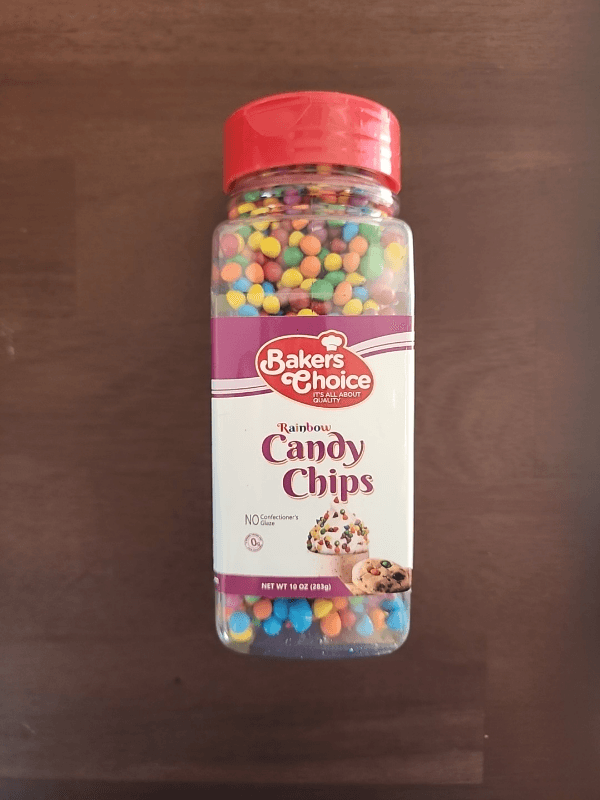 Bakers
Choice
IT'S ALL ABOUT
QUALITY
Rainbow
Candy
Chips
NO Confectioner's
Glaze
NET WT 10 OZ (283g)